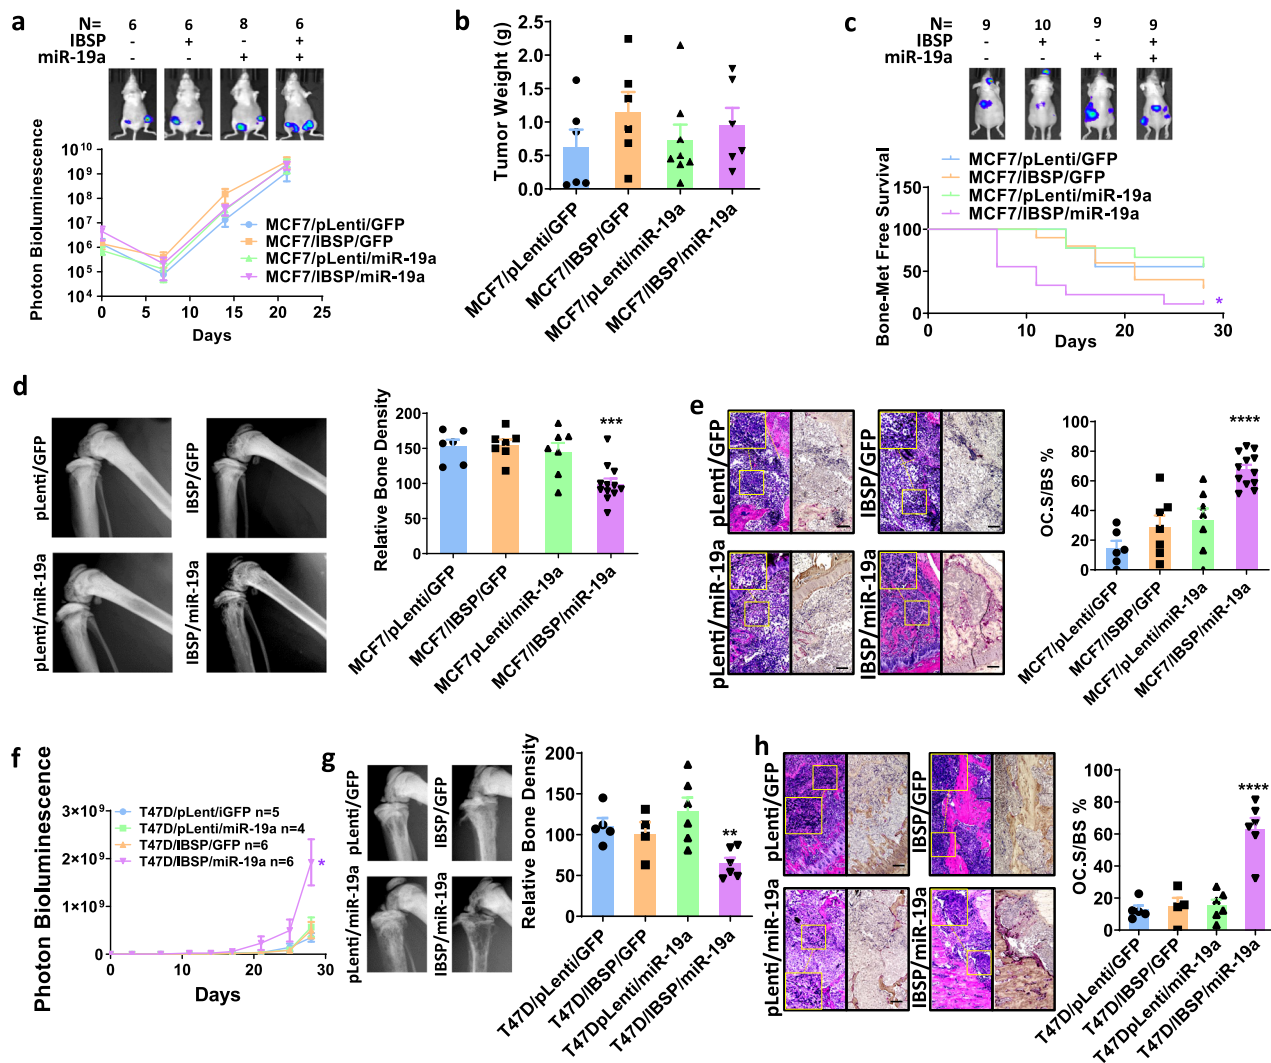 a
N= 6 6 8 6
IBSP - + - +
miR-19a - - + +
Photon Bioluminescence
10^10
10^9
10^8
10^7
10^6
10^5
10^4
0 5 10 15 20 25
Days
MCF7/pLenti/GFP
MCF7/IBSP/GFP
MCF7/pLenti/miR-19a
MCF7/IBSP/miR-19a
b
Tumor Weight (g)
2.5
2.0
1.5
1.0
0.5
0.0
MCF7/pLenti/GFP
MCF7/IBSP/GFP
MCF7/pLenti/miR-19a
MCF7/IBSP/miR-19a
c
N= 9 10 9 9
IBSP - + - +
miR-19a - - + +
MCF7/pLenti/GFP
MCF7/IBSP/GFP
MCF7/pLenti/miR-19a
MCF7/IBSP/miR-19a
Bone-Met Free Survival
150
100
50
0
*
0 10 20 30
Days
d
pLenti/GFP
IBSP/GFP
pLenti/miR-19a
IBSP/miR-19a
Relative Bone Density
200
150
100
50
0
***
MCF7/pLenti/GFP
MCF7/IBSP/GFP
MCF7pLenti/miR-19a
MCF7/IBSP/miR-19a
e
pLenti/GFP
IBSP/GFP
pLenti/miR-19a
IBSP/miR-19a
OC.S/BS %
100
80
60
40
20
0
****
MCF7/pLenti/GFP
MCF7/ISBP/GFP
MCF7/pLenti/miR-19a
MCF7/IBSP/miR-19a
f
Photon Bioluminescence
3×10^9
2×10^9
1×10^9
0
T47D/pLent/iGFP n=5
T47D/pLenti/miR-19a n=4
T47D/IBSP/GFP n=6
T47D/IBSP/miR-19a n=6
*
0 10 20 30
Days
g
pLenti/GFP
IBSP/GFP
pLenti/miR-19a
IBSP/miR-19a
Relative Bone Density
200
150
100
50
0
**
T47D/pLenti/GFP
T47D/IBSP/GFP
T47DpLenti/miR-19a
T47D/IBSP/miR-19a
h
pLenti/GFP
IBSP/GFP
pLenti/miR-19a
IBSP/miR-19a
OC.S/BS %
100
80
60
40
20
0
****
T47D/pLenti/GFP
T47D/IBSP/GFP
T47DpLenti/miR-19a
T47D/IBSP/miR-19a